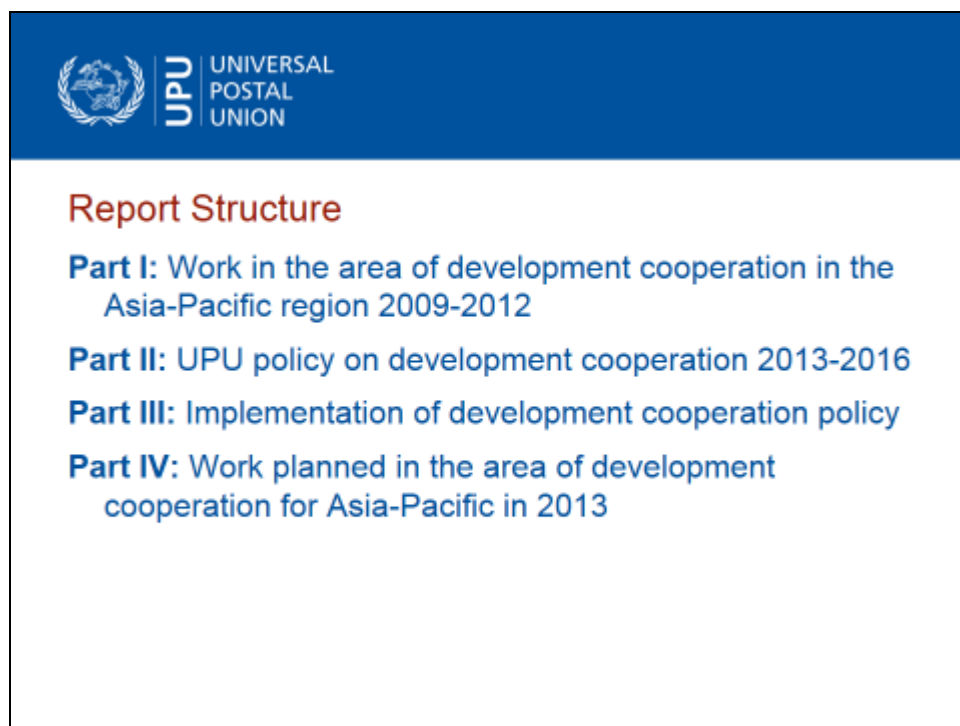 UPU
UNIVERSAL
POSTAL
UNION
Report Structure
Part I: Work in the area of development cooperation in the
Asia-Pacific region 2009-2012
Part II: UPU policy on development cooperation 2013-2016
Part III: Implementation of development cooperation policy
Part IV: Work planned in the area of development
cooperation for Asia-Pacific in 2013